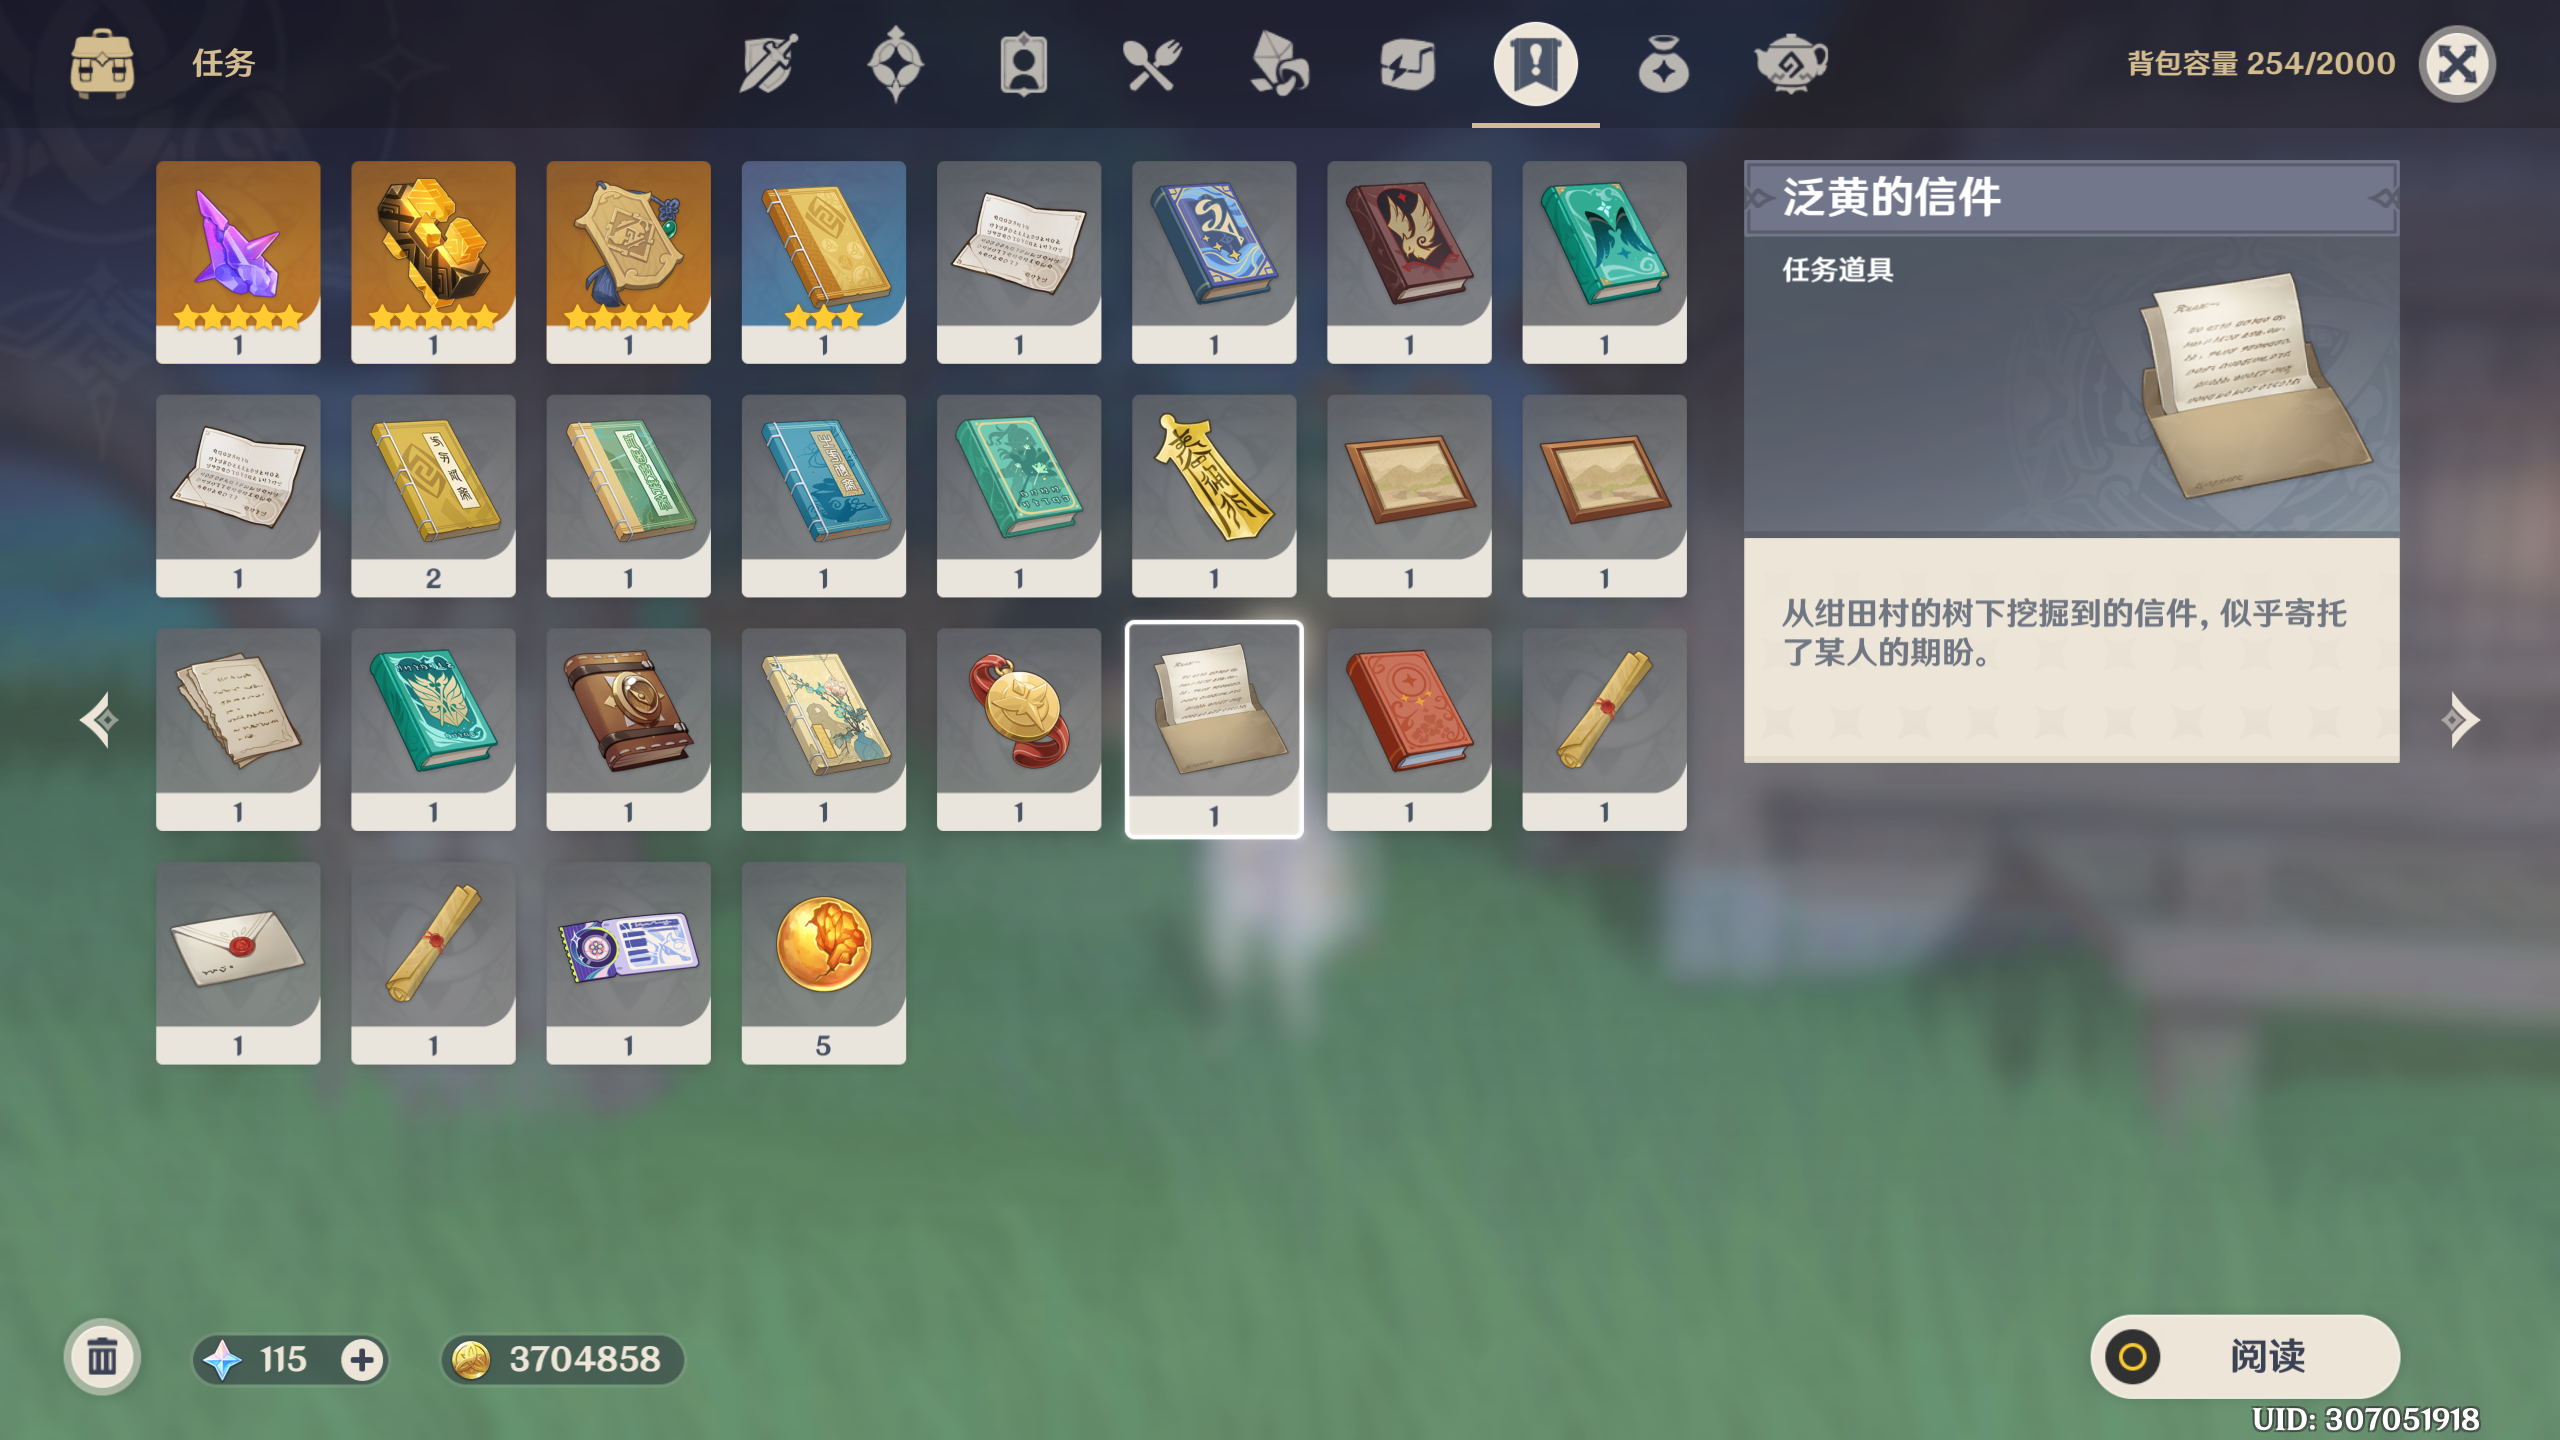 任务
背包容量 254/2000
泛黄的信件
任务道具
从绀田村的树下挖掘到的信件，似乎寄托
了某人的期盼。
1 1 1 1 1 1 1 1
1 2 1 1 1 1 1 1
1 1 1 1 1 1 1 1
1 1 1 5
115
3704858
阅读
UID: 307051918